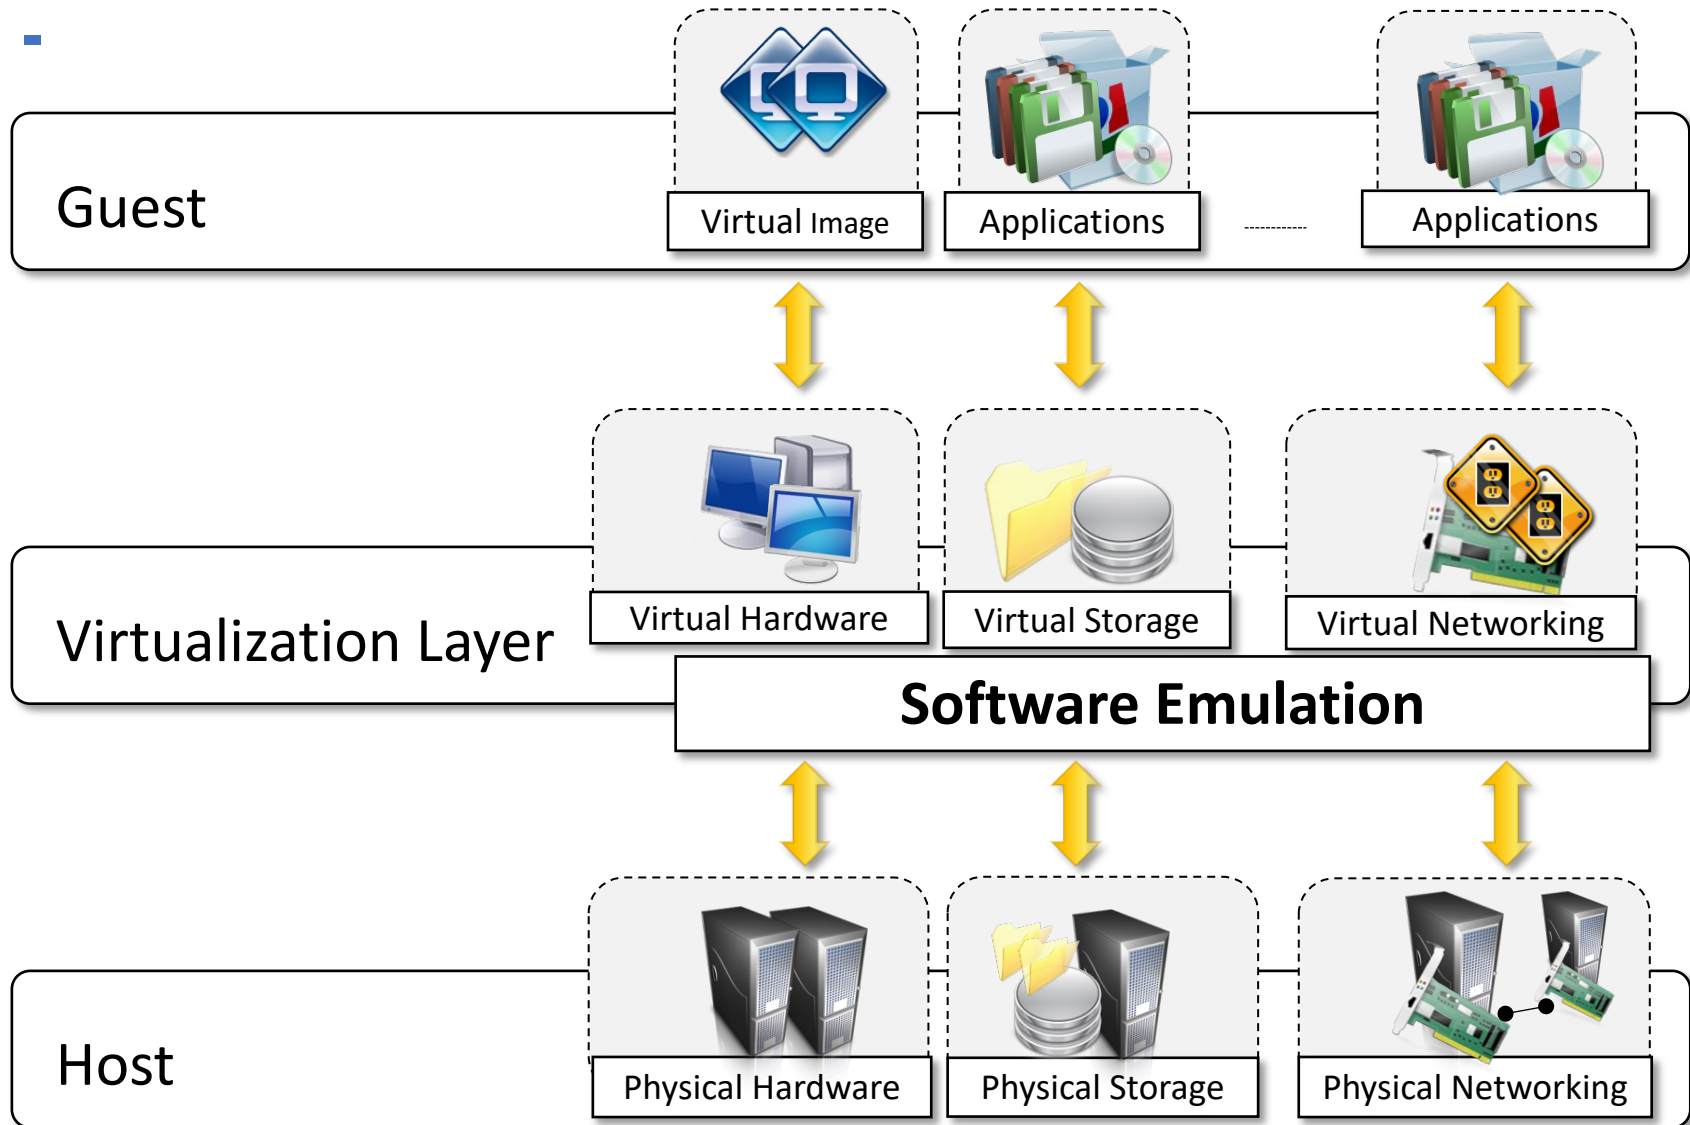 Guest
Virtual Image
Applications
Applications
Virtualization Layer
Virtual Hardware
Virtual Storage
Virtual Networking
Software Emulation
Host
Physical Hardware
Physical Storage
Physical Networking